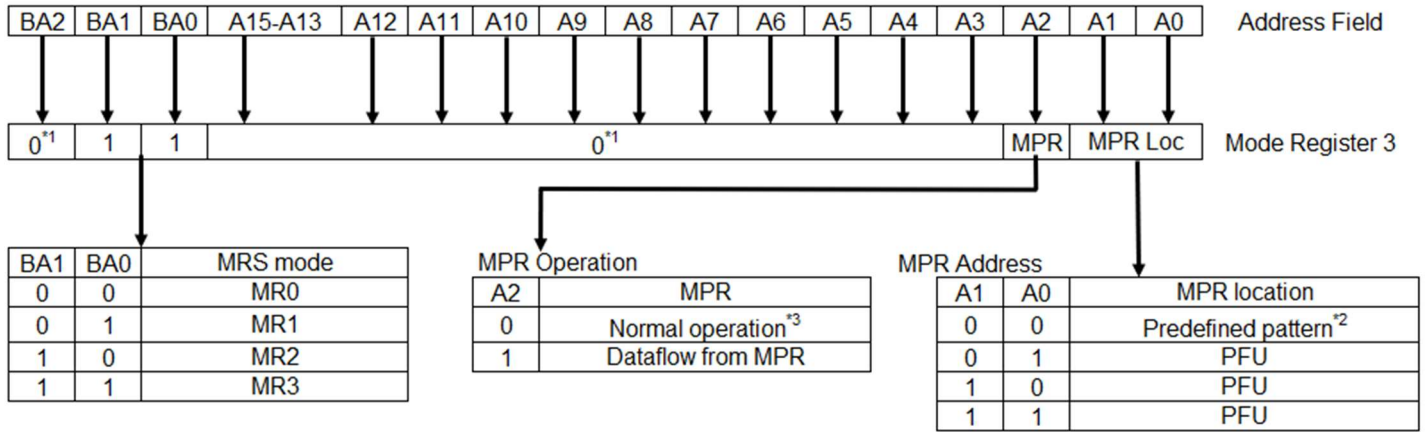 BA2 BA1 BA0 A15-A13 A12 A11 A10 A9 A8 A7 A6 A5 A4 A3 A2 A1 A0 Address Field
0*1 1 1 0*1 MPR MPR Loc Mode Register 3
BA1 BA0 MRS mode
0 0 MR0
0 1 MR1
1 0 MR2
1 1 MR3
MPR Operation
A2 MPR
0 Normal operation*3
1 Dataflow from MPR
MPR Address
A1 A0 MPR location
0 0 Predefined pattern*2
0 1 PFU
1 0 PFU
1 1 PFU